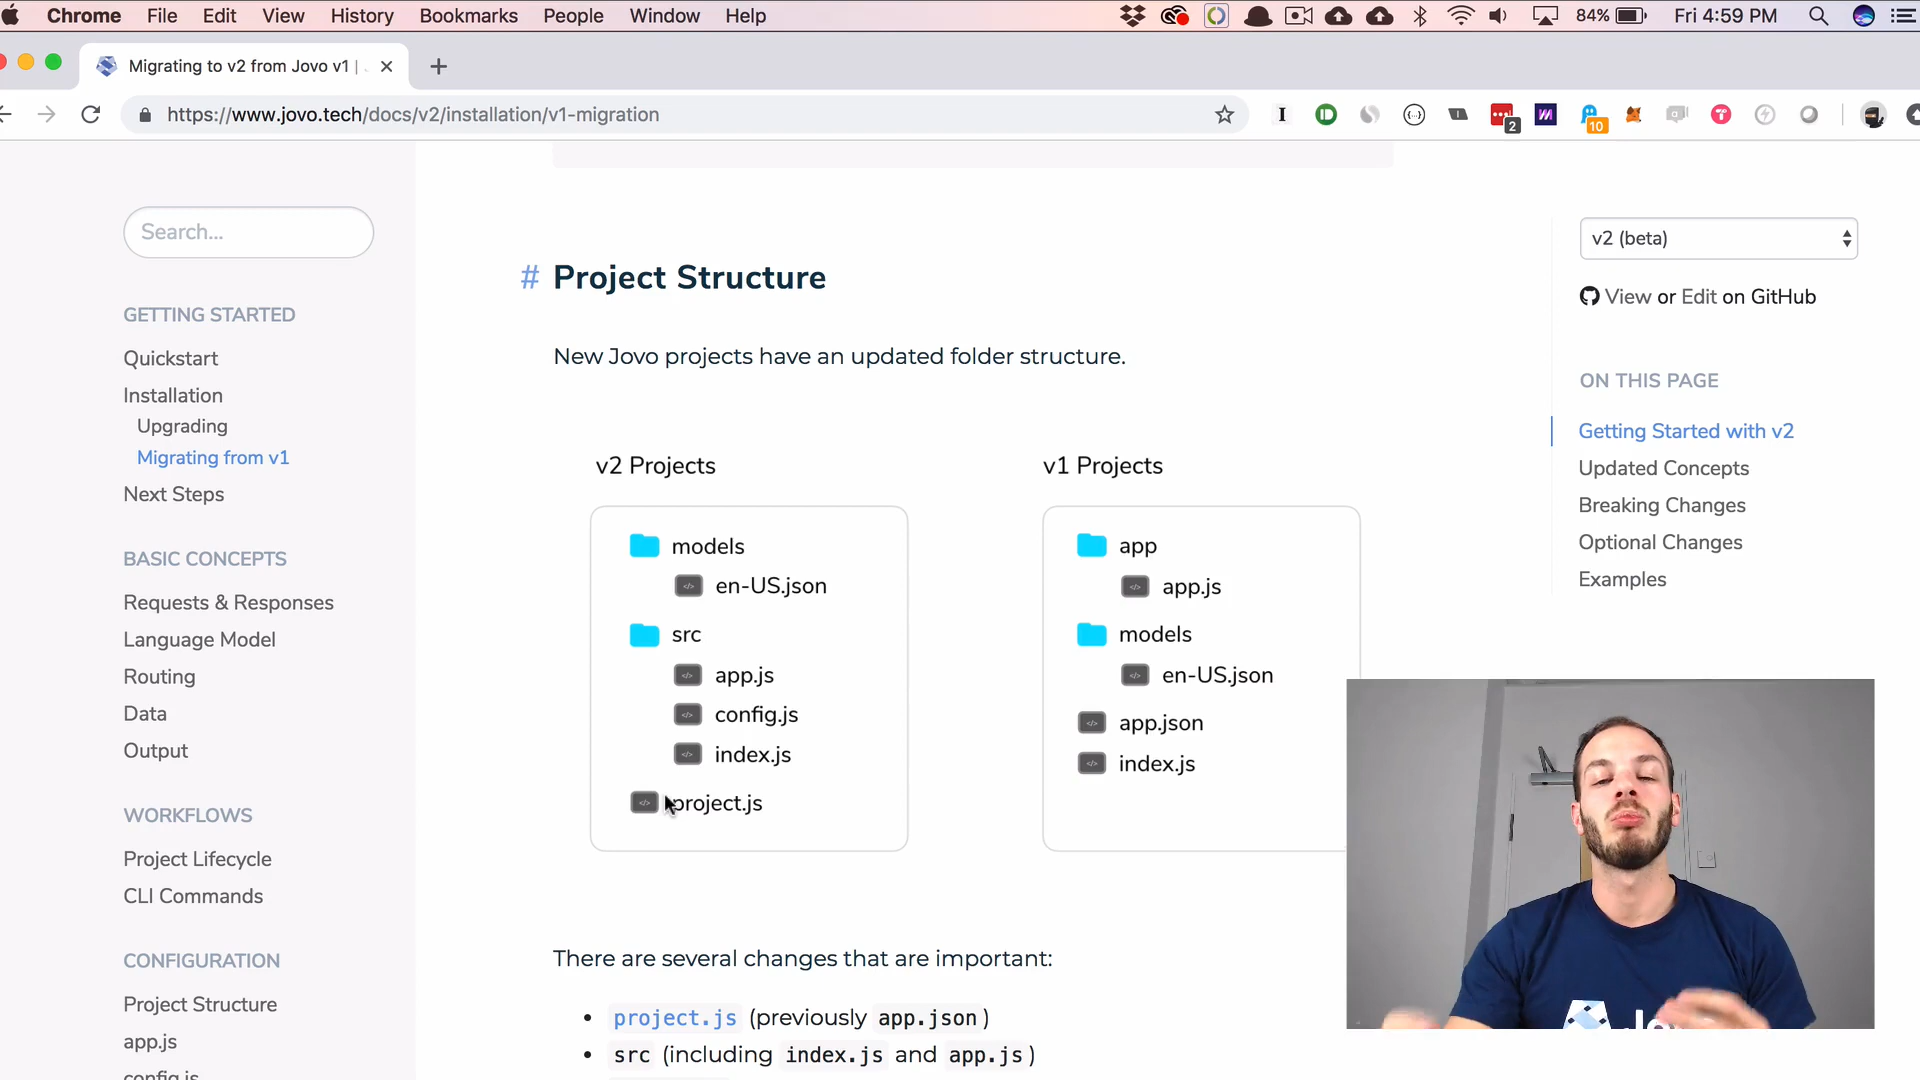 Chrome File Edit View History Bookmarks People Window Help 84% Fri 4:59 PM
Migrating to v2 from Jovo v1 |
https://www.jovo.tech/docs/v2/installation/v1-migration
2
10
Search...
GETTING STARTED
Quickstart
Installation
Upgrading
Migrating from v1
Next Steps
BASIC CONCEPTS
Requests & Responses
Language Model
Routing
Data
Output
WORKFLOWS
Project Lifecycle
CLI Commands
CONFIGURATION
Project Structure
app.js
config.js
# Project Structure
New Jovo projects have an updated folder structure.
v2 Projects
models
en-US.json
src
app.js
config.js
index.js
project.js
v1 Projects
app
app.js
models
en-US.json
app.json
index.js
There are several changes that are important:
• project.js (previously app.json)
• src (including index.js and app.js)
v2 (beta)
View or Edit on GitHub
ON THIS PAGE
Getting Started with v2
Updated Concepts
Breaking Changes
Optional Changes
Examples